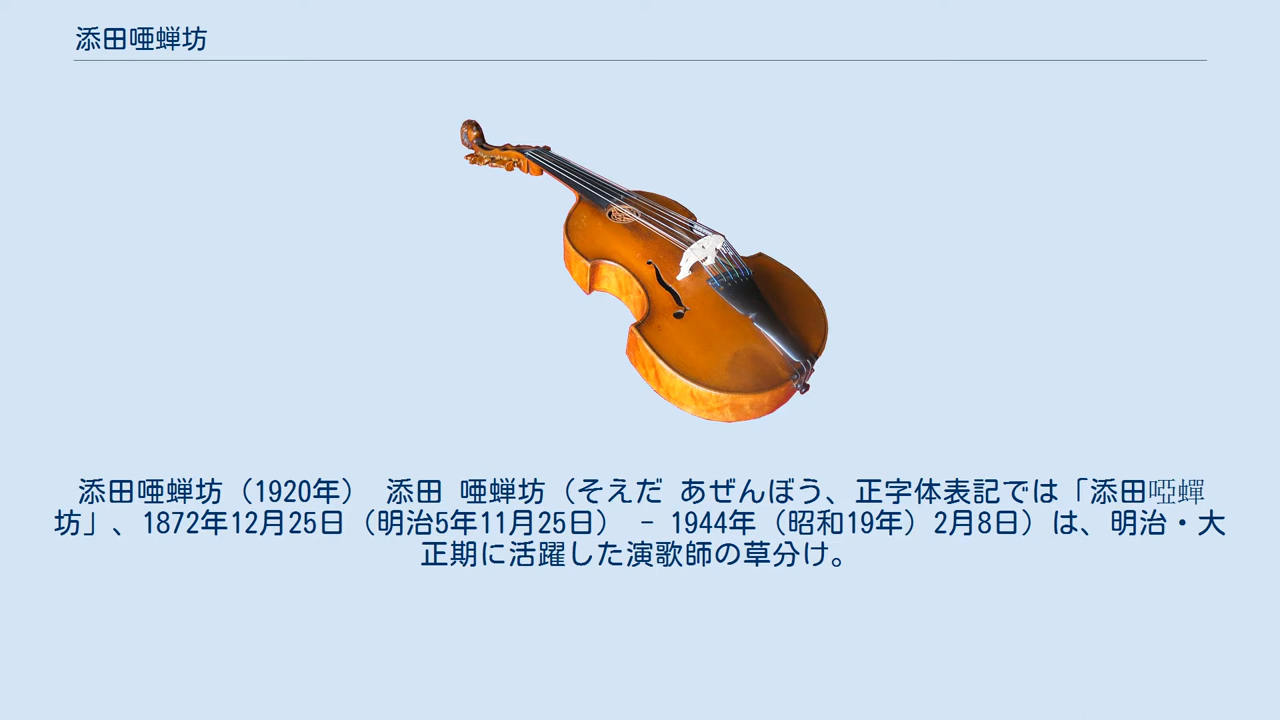 添田唖蝉坊
添田唖蝉坊（1920年） 添田 唖蝉坊（そえだ あぜんぼう、正字体表記では「添田啞蟬
坊」、1872年12月25日（明治5年11月25日） - 1944年（昭和19年）2月8日）は、明治・大
正期に活躍した演歌師の草分け。